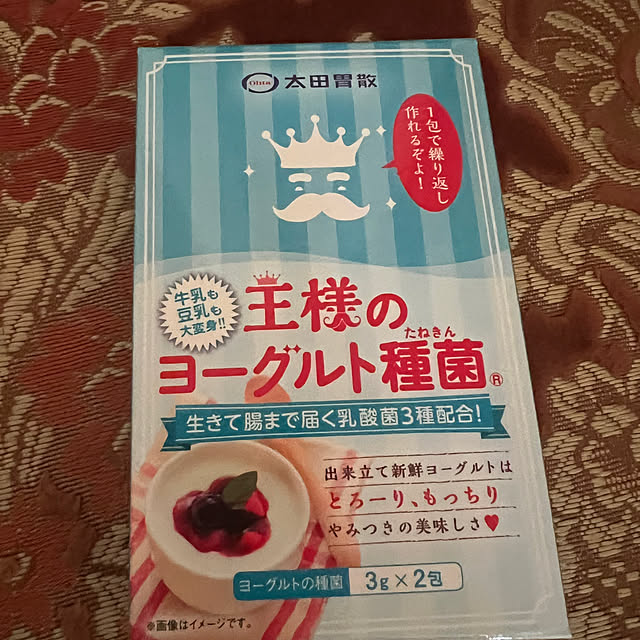 Ohta 太田胃散
1包で繰り返し
作れるぞよ！
牛乳も
豆乳も
大変身!!
王様の
たねきん
ヨーグルト種菌®
生きて腸まで届く乳酸菌3種配合！
出来立て新鮮ヨーグルトは
とろーり、もっちり
やみつきの美味しさ♥
ヨーグルトの種菌 3g×2包
※画像はイメージです。